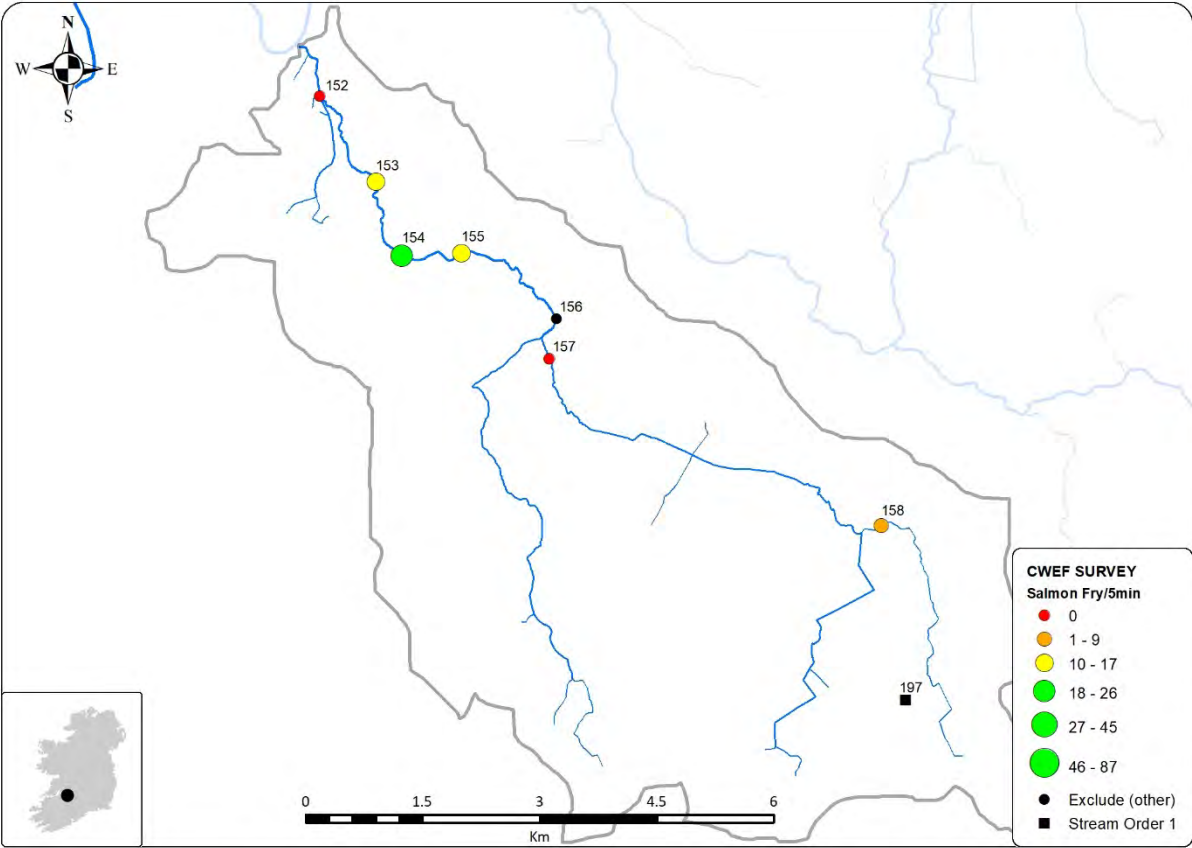 N
W E
S
152
153
154
155
156
157
158
197
CWEF SURVEY
Salmon Fry/5min
0
1 - 9
10 - 17
18 - 26
27 - 45
46 - 87
Exclude (other)
Stream Order 1
0 1.5 3 4.5 6
Km